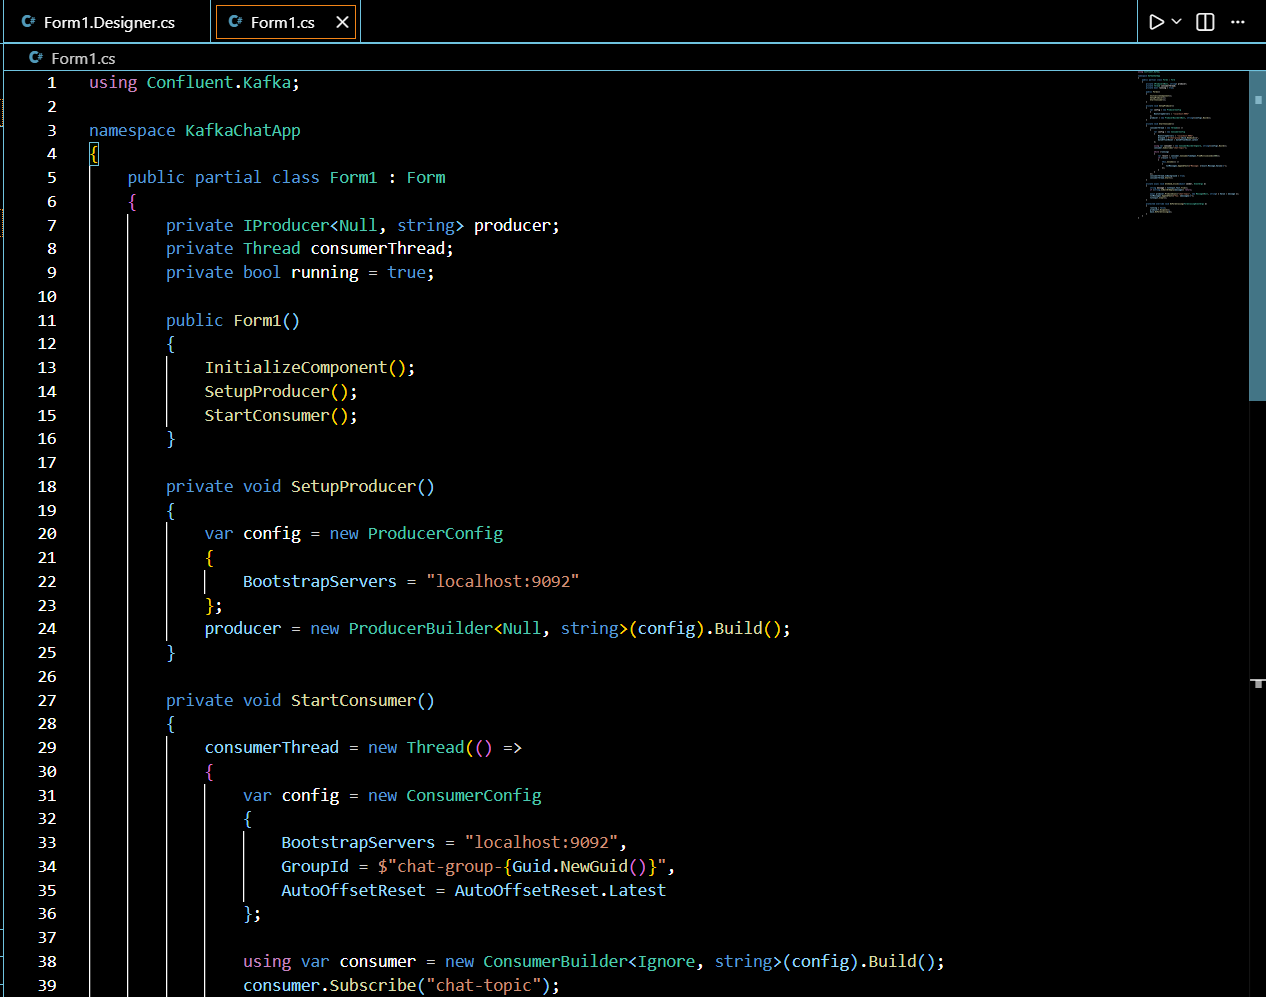 Form1.Designer.cs
Form1.cs
Form1.cs
1 using Confluent.Kafka;
2
3 namespace KafkaChatApp
4 {
5 public partial class Form1 : Form
6 {
7 private IProducer<Null, string> producer;
8 private Thread consumerThread;
9 private bool running = true;
10
11 public Form1()
12 {
13 InitializeComponent();
14 SetupProducer();
15 StartConsumer();
16 }
17
18 private void SetupProducer()
19 {
20 var config = new ProducerConfig
21 {
22 BootstrapServers = "localhost:9092"
23 };
24 producer = new ProducerBuilder<Null, string>(config).Build();
25 }
26
27 private void StartConsumer()
28 {
29 consumerThread = new Thread(() =>
30 {
31 var config = new ConsumerConfig
32 {
33 BootstrapServers = "localhost:9092",
34 GroupId = $"chat-group-{Guid.NewGuid()}",
35 AutoOffsetReset = AutoOffsetReset.Latest
36 };
37
38 using var consumer = new ConsumerBuilder<Ignore, string>(config).Build();
39 consumer.Subscribe("chat-topic");